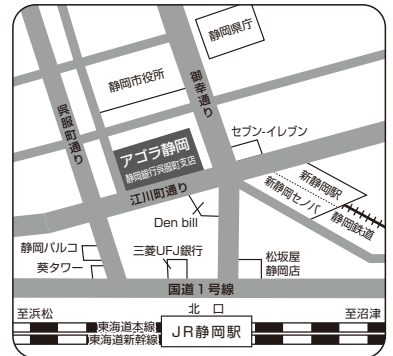 静岡県庁
静岡市役所
御幸通り
呉服町通り
セブン-イレブン
アゴラ静岡
静岡銀行呉服町支店
江川町通り
新静岡駅
新静岡セノバ
静岡鉄道
Den bill
静岡パルコ
葵タワー
三菱UFJ銀行
松坂屋
静岡店
国道1号線
至浜松
北 口
至沼津
東海道本線
東海道新幹線
JR静岡駅